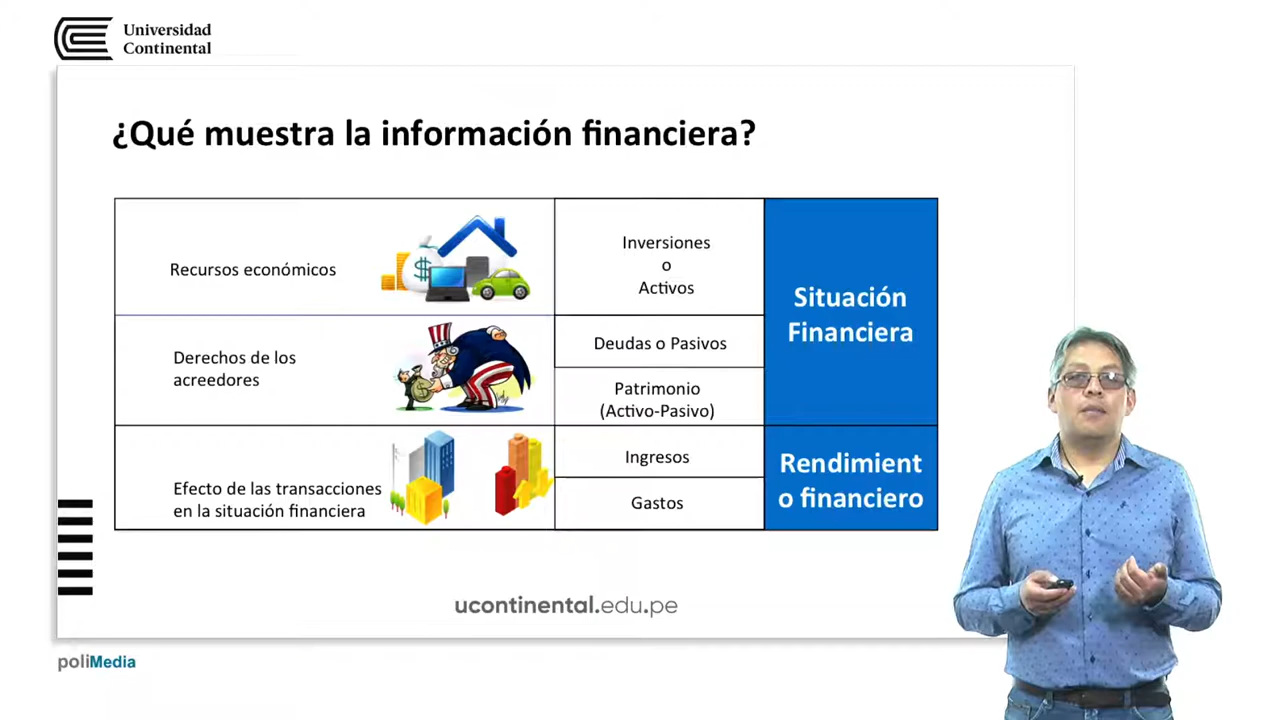 Universidad
Continental
¿Qué muestra la información financiera?
Recursos económicos
Inversiones
o
Activos
Situación
Financiera
Derechos de los
acreedores
Deudas o Pasivos
Patrimonio
(Activo-Pasivo)
Efecto de las transacciones
en la situación financiera
Ingresos
Gastos
Rendimient
o financiero
$
ucontinental.edu.pe
poliMedia